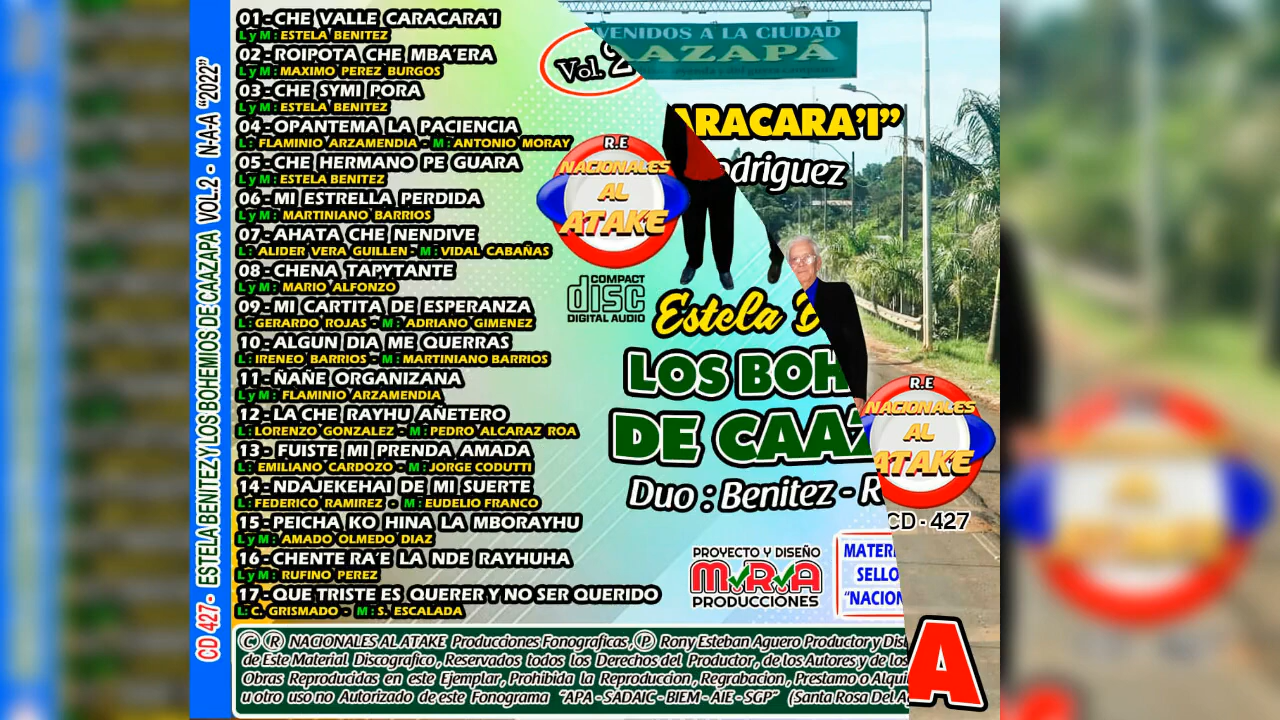 CD 427 - ESTELA BENITEZ Y LOS BOHEMIOS DE CAAZAPA VOL.2 - N-A-A "2022"
01 - CHE VALLE CARACARA'I
L y M : ESTELA BENITEZ
02 - ROIPOTA CHE MBA'ERA
L y M : MAXIMO PEREZ BURGOS
03 - CHE SYMI PORA
L y M : ESTELA BENITEZ
04 - OPANTEMA LA PACIENCIA
L : FLAMINIO ARZAMENDIA - M : ANTONIO MORAY
05 - CHE HERMANO PE GUARA
L y M : ESTELA BENITEZ
06 - MI ESTRELLA PERDIDA
L y M : MARTINIANO BARRIOS
07 - AHATA CHE NENDIVE
L : ALIDER VERA GUILLEN - M : VIDAL CABAÑAS
08 - CHENA TAPYTANTE
L y M : MARIO ALFONZO
09 - MI CARTITA DE ESPERANZA
L : GERARDO ROJAS - M : ADRIANO GIMENEZ
10 - ALGUN DIA ME QUERRAS
L : IRENEO BARRIOS - M : MARTINIANO BARRIOS
11 - ÑAÑE ORGANIZANA
L y M : FLAMINIO ARZAMENDIA
12 - LA CHE RAYHU AÑETERO
L : LORENZO GONZALEZ - M : PEDRO ALCARAZ ROA
13 - FUISTE MI PRENDA AMADA
L : EMILIANO CARDOZO - M : JORGE CODUTTI
14 - NDAJEKEHAI DE MI SUERTE
L : FEDERICO RAMIREZ - M : EUDELIO FRANCO
15 - PEICHA KO HINA LA MBORAYHU
L y M : AMADO OLMEDO DIAZ
16 - CHENTE RA'E LA NDE RAYHUHA
L y M : RUFINO PEREZ
17 - QUE TRISTE ES QUERER Y NO SER QUERIDO
L : C. GRISMADO - M : S. ESCALADA
VENIDOS A LA CIUDAD
AAZAPÁ
Vol. 2
ARACARA'I"
odriguez
R.E
NACIONALES
AL
ATAKE
COMPACT
disc
DIGITAL AUDIO
Estela B
LOS BOH
DE CAAZ
Duo : Benitez - R
R.E
NACIONALES
AL
ATAKE
CD - 427
PROYECTO Y DISEÑO
MyRyA
PRODUCCIONES
MATERI
SELLO
"NACION
A
© ® NACIONALES AL ATAKE Producciones Fonograficas, Ⓟ Rony Esteban Aguero Productor y Dis
de Este Material Discografico, Reservados todos los Derechos del Productor, de los Autores y de los
Obras Reproducidas en este Ejemplar, Prohibida la Reproduccion, Regrabacion, Prestamo o Alqui
u otro uso no Autorizado de este Fonograma "APA - SADAIC - BIEM - AIE - SGP" (Santa Rosa Del A